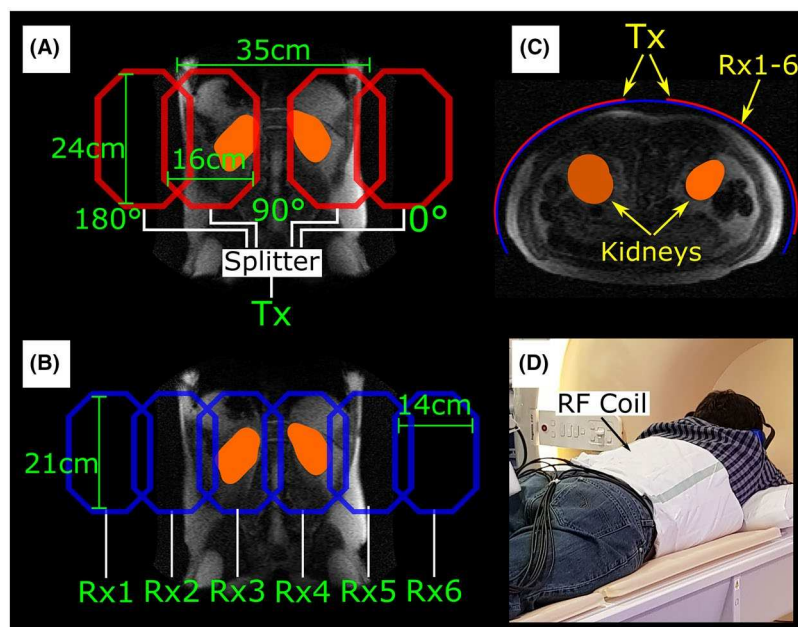 (A)
35cm
24cm
16cm
180°
90°
0°
Splitter
Tx
(B)
14cm
21cm
Rx1 Rx2 Rx3 Rx4 Rx5 Rx6
(C)
Tx
Rx1-6
Kidneys
(D)
RF Coil